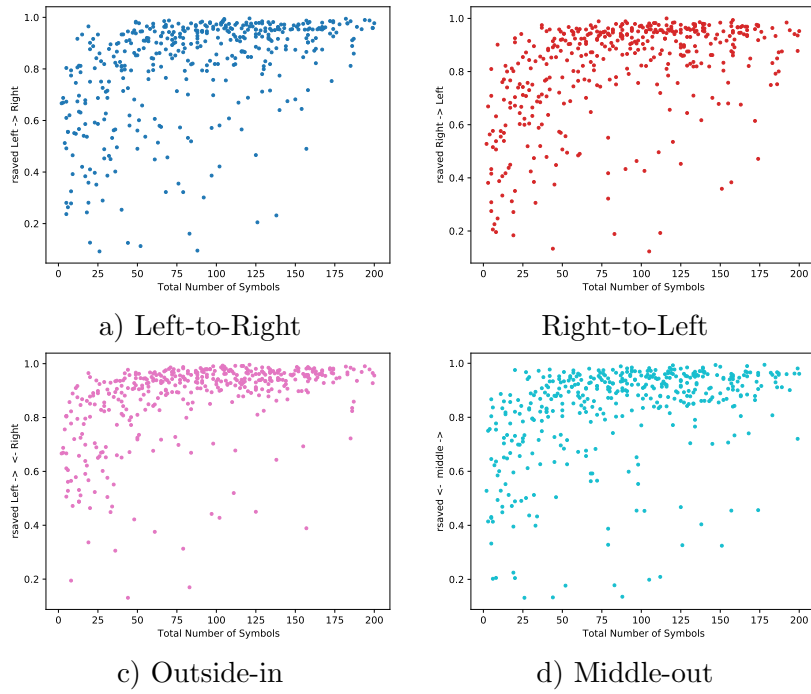 rsaved Left -> Right
1.0
0.8
0.6
0.4
0.2
0 25 50 75 100 125 150 175 200
Total Number of Symbols
a) Left-to-Right
rsaved Right -> Left
1.0
0.8
0.6
0.4
0.2
0 25 50 75 100 125 150 175 200
Total Number of Symbols
Right-to-Left
rsaved Left -> <- Right
1.0
0.8
0.6
0.4
0.2
0 25 50 75 100 125 150 175 200
Total Number of Symbols
c) Outside-in
rsaved <- middle ->
1.0
0.8
0.6
0.4
0.2
0 25 50 75 100 125 150 175 200
Total Number of Symbols
d) Middle-out